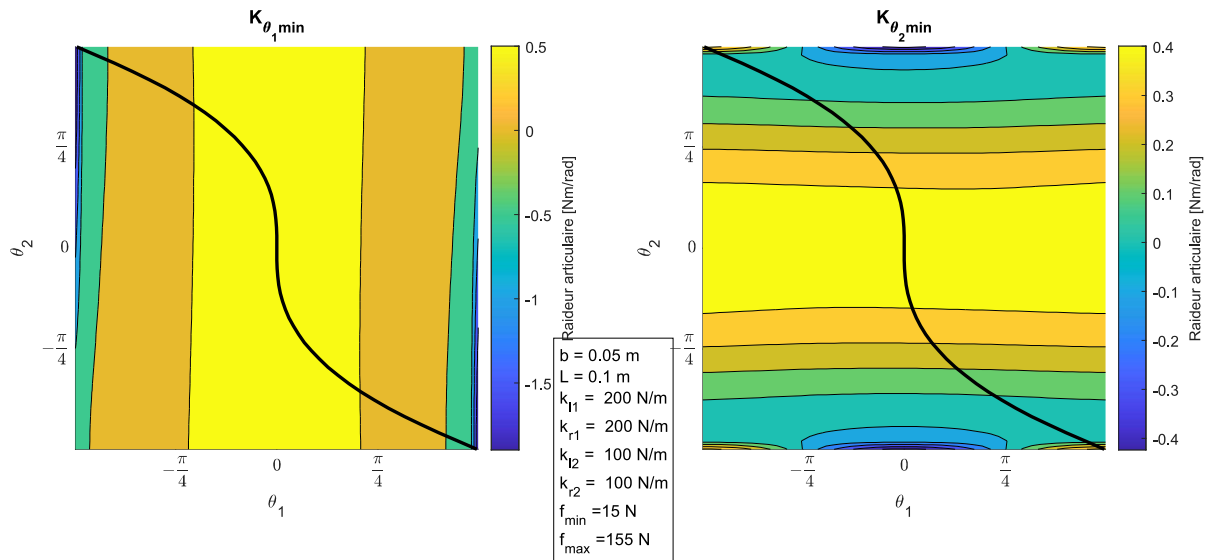 K_θ₁min
0.5
0
-0.5
-1
-1.5
Raideur articulaire [Nm/rad]
π/4
0
-π/4
θ₂
-π/4
0
π/4
θ₁
b = 0.05 m
L = 0.1 m
k_l1 = 200 N/m
k_r1 = 200 N/m
k_l2 = 100 N/m
k_r2 = 100 N/m
f_min =15 N
f_max =155 N
K_θ₂min
0.4
0.3
0.2
0.1
0
-0.1
-0.2
-0.3
-0.4
Raideur articulaire [Nm/rad]
π/4
0
-π/4
θ₂
-π/4
0
π/4
θ₁